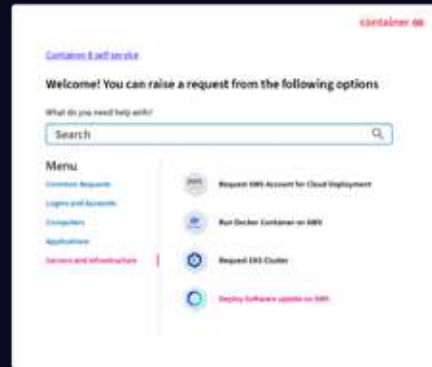 container
Container 8 self service
Welcome! You can raise a request from the following options
What do you need help with?
Search
Menu
Common Requests
Logins and Accounts
Computers
Applications
Servers and Infrastructure
Request AWS Account for Cloud Deployment
Run Docker Container on AWS
Request EKS Cluster
Deploy Software update on AWS